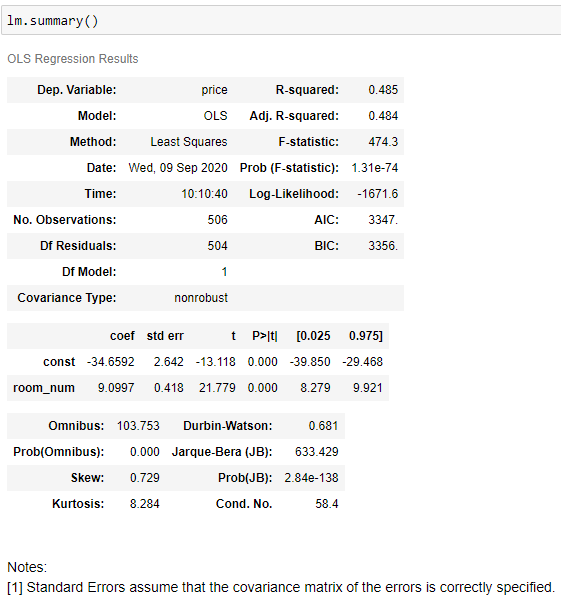 lm.summary()
OLS Regression Results
Dep. Variable: price R-squared: 0.485
Model: OLS Adj. R-squared: 0.484
Method: Least Squares F-statistic: 474.3
Date: Wed, 09 Sep 2020 Prob (F-statistic): 1.31e-74
Time: 10:10:40 Log-Likelihood: -1671.6
No. Observations: 506 AIC: 3347.
Df Residuals: 504 BIC: 3356.
Df Model: 1
Covariance Type: nonrobust
coef std err t P>|t| [0.025 0.975]
const -34.6592 2.642 -13.118 0.000 -39.850 -29.468
room_num 9.0997 0.418 21.779 0.000 8.279 9.921
Omnibus: 103.753 Durbin-Watson: 0.681
Prob(Omnibus): 0.000 Jarque-Bera (JB): 633.429
Skew: 0.729 Prob(JB): 2.84e-138
Kurtosis: 8.284 Cond. No. 58.4
Notes:
[1] Standard Errors assume that the covariance matrix of the errors is correctly specified.